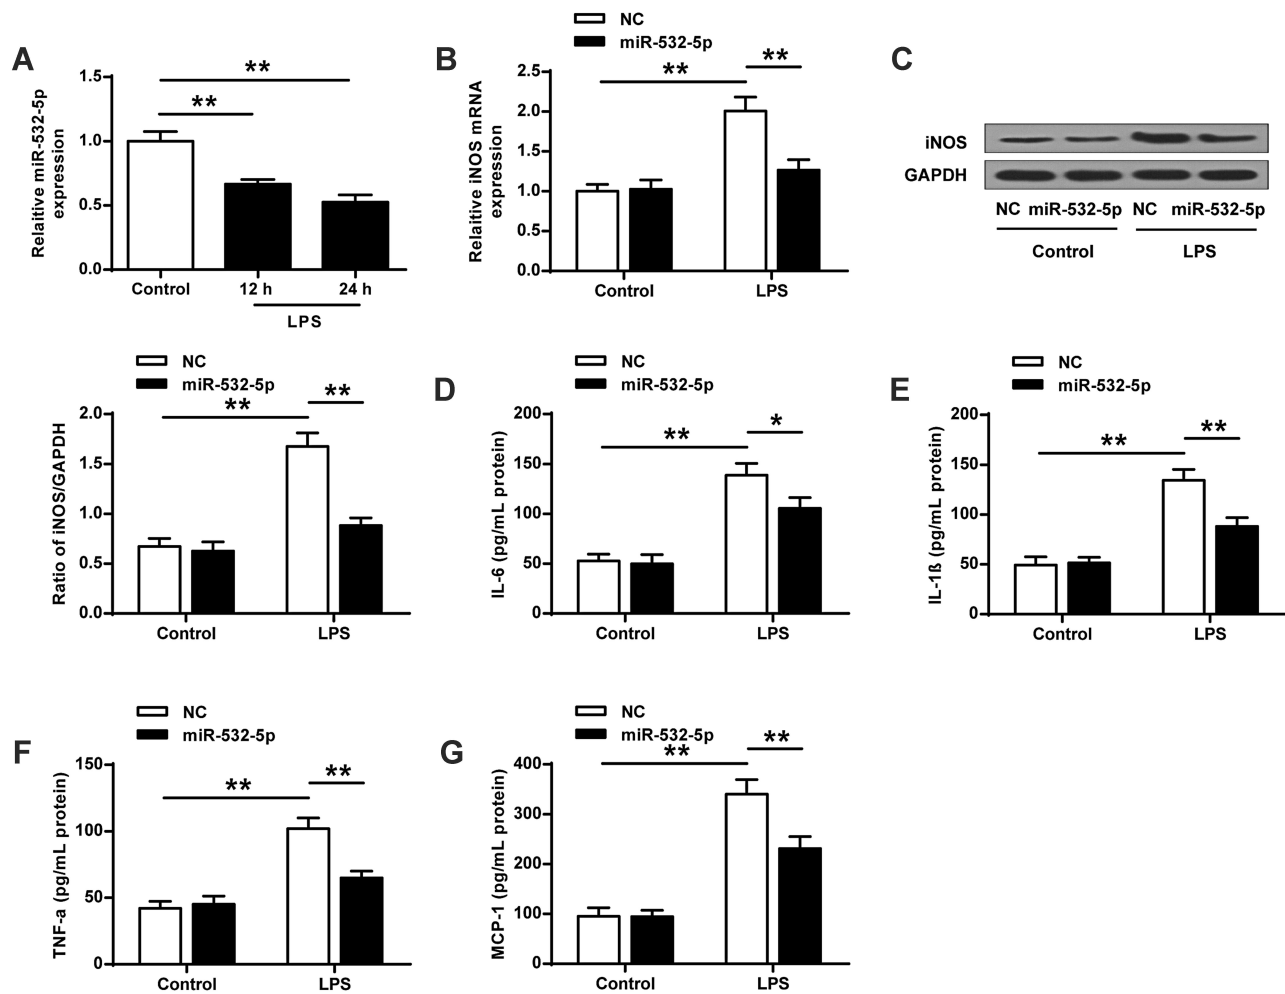 A
Relaitive miR-532-5p
expression
1.5
1.0
0.5
0.0
**
**
Control
12 h
24 h
LPS
B
NC
miR-532-5p
Relaitive iNOS mRNA
expression
2.5
2.0
1.5
1.0
0.5
0.0
**
**
Control
LPS
C
iNOS
GAPDH
NC miR-532-5p NC miR-532-5p
Control
LPS
NC
miR-532-5p
Ratio of iNOS/GAPDH
2.0
1.5
1.0
0.5
0.0
**
**
Control
LPS
D
NC
miR-532-5p
IL-6 (pg/mL protein)
200
150
100
50
0
**
*
Control
LPS
E
NC
miR-532-5p
IL-1ß (pg/mL protein)
200
150
100
50
0
**
**
Control
LPS
F
NC
miR-532-5p
TNF-a (pg/mL protein)
150
100
50
0
**
**
Control
LPS
G
NC
miR-532-5p
MCP-1 (pg/mL protein)
400
300
200
100
0
**
**
Control
LPS